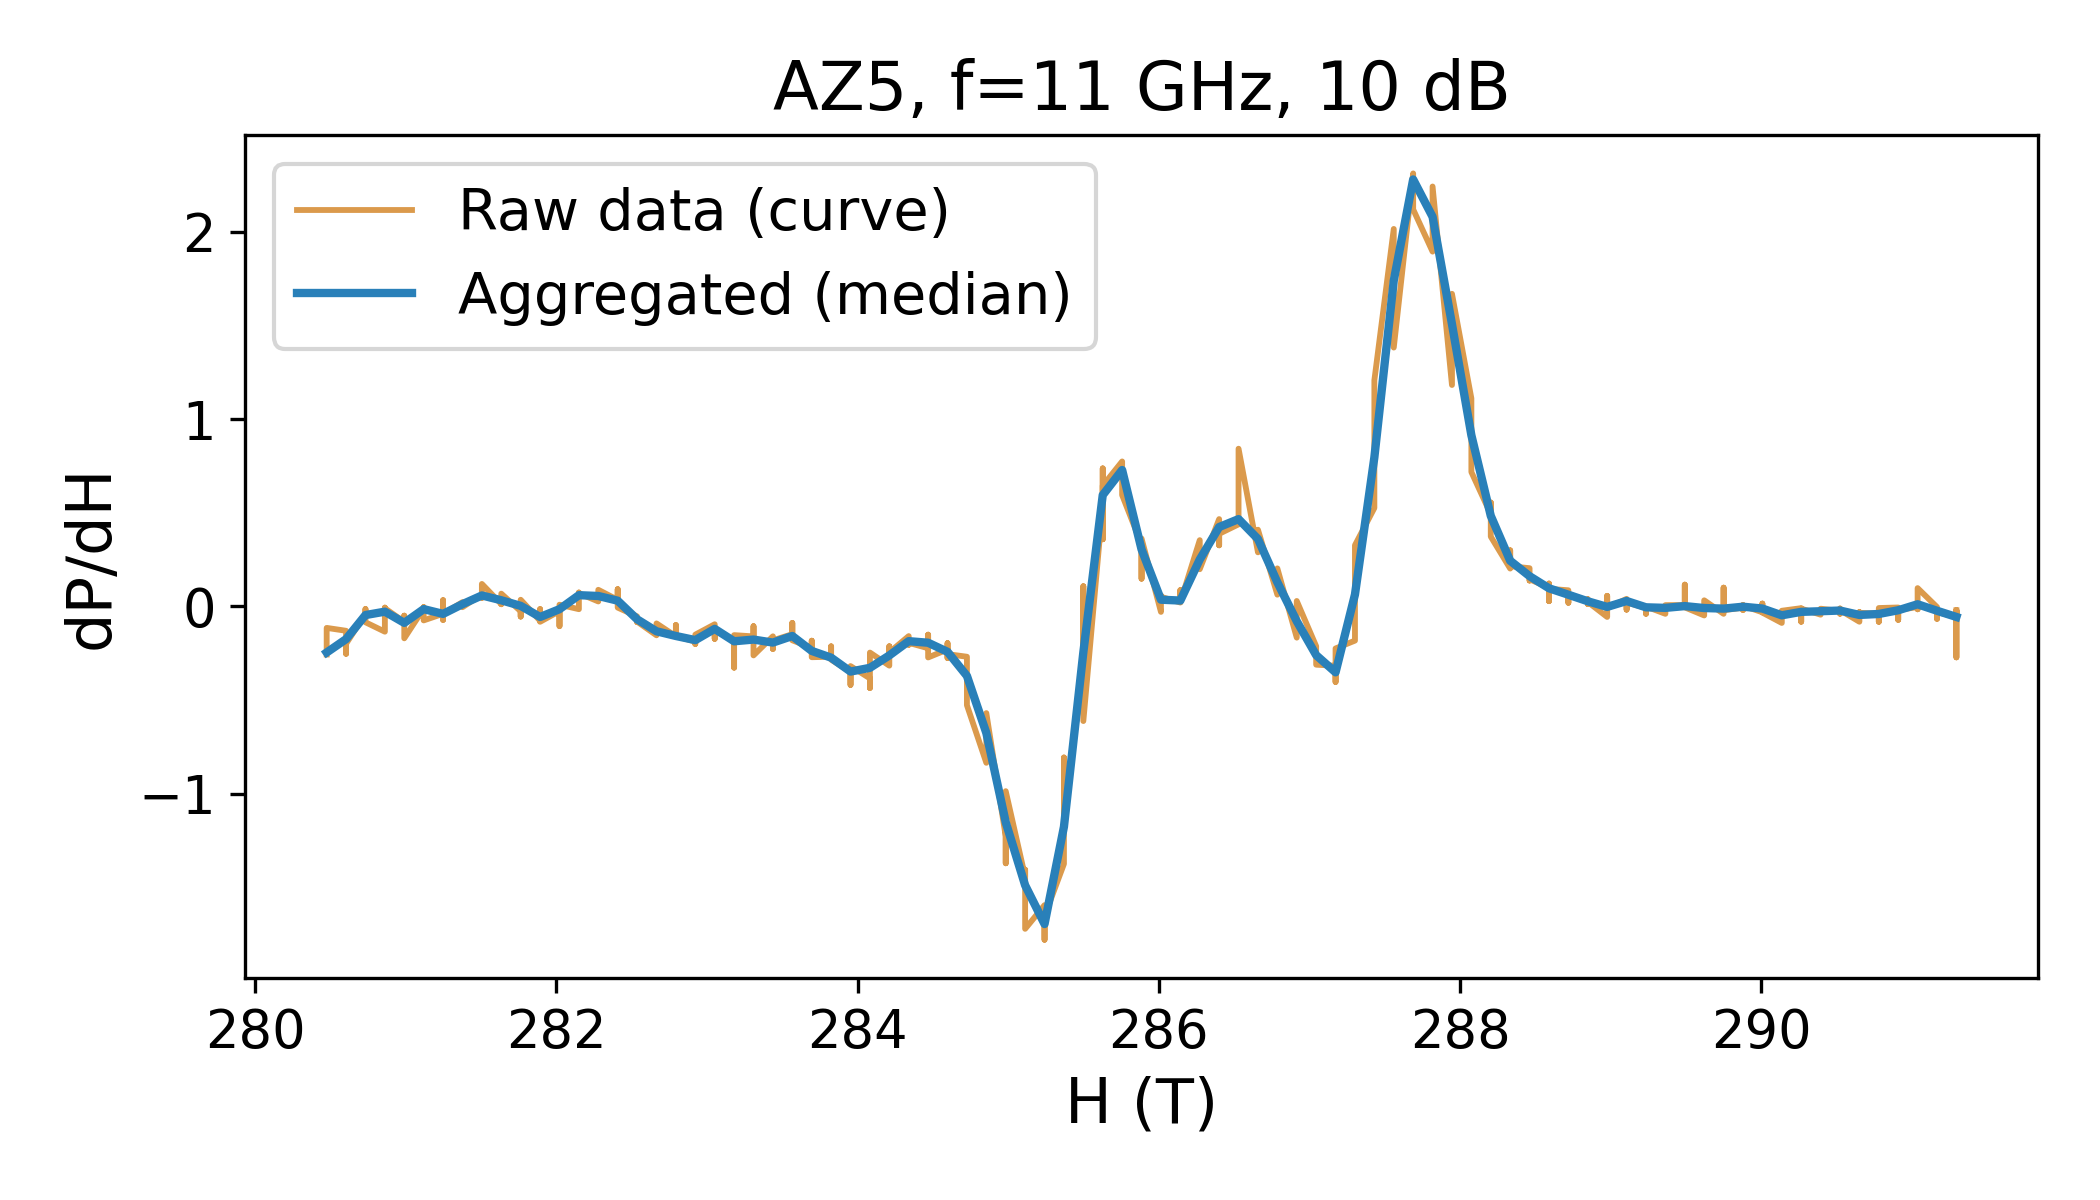 AZ5, f=11 GHz, 10 dB
Raw data (curve)
Aggregated (median)
2
1
0
−1
dP/dH
280 282 284 286 288 290
H (T)